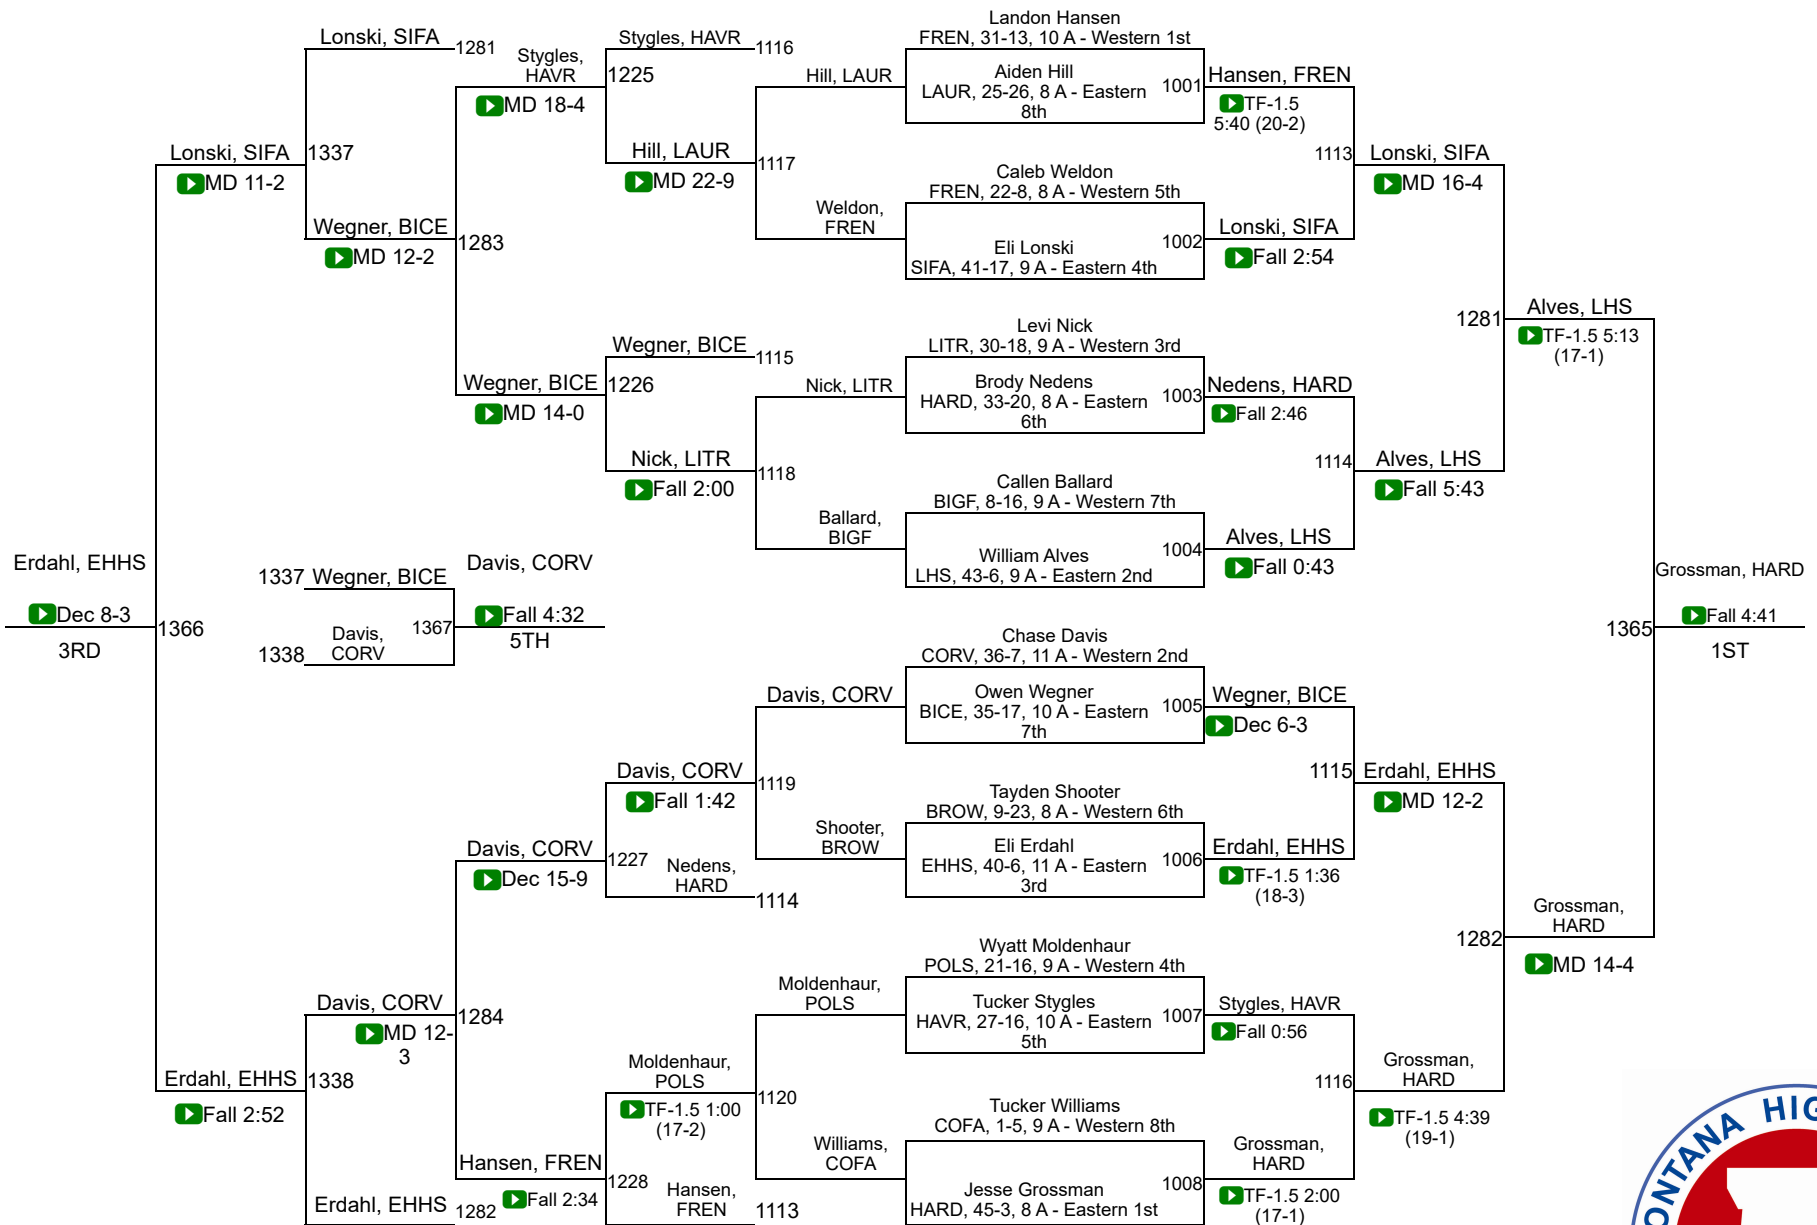 Lonski, SIFA
1281
1337
Lonski, SIFA
MD 11-2
Wegner, BICE
MD 12-2
1283
Stygles,
HAVR
MD 18-4
1225
Stygles, HAVR
1116
Hill, LAUR
MD 22-9
1117
Hill, LAUR
Weldon,
FREN
Landon Hansen
FREN, 31-13, 10 A - Western 1st
Aiden Hill
LAUR, 25-26, 8 A - Eastern
8th
1001
Hansen, FREN
TF-1.5
5:40 (20-2)
1113
Lonski, SIFA
MD 16-4
Caleb Weldon
FREN, 22-8, 8 A - Western 5th
Eli Lonski
SIFA, 41-17, 9 A - Eastern 4th
1002
Lonski, SIFA
Fall 2:54
1281
Alves, LHS
TF-1.5 5:13
(17-1)
Wegner, BICE
MD 14-0
1226
Wegner, BICE
1115
Nick, LITR
Fall 2:00
1118
Nick, LITR
Ballard,
BIGF
Levi Nick
LITR, 30-18, 9 A - Western 3rd
Brody Nedens
HARD, 33-20, 8 A - Eastern
6th
1003
Nedens, HARD
Fall 2:46
1114
Alves, LHS
Fall 5:43
Callen Ballard
BIGF, 8-16, 9 A - Western 7th
William Alves
LHS, 43-6, 9 A - Eastern 2nd
1004
Alves, LHS
Fall 0:43
Erdahl, EHHS
Dec 8-3
3RD
1366
1337
Wegner, BICE
1338
Davis,
CORV
1367
Davis, CORV
Fall 4:32
5TH
1365
Grossman, HARD
Fall 4:41
1ST
Chase Davis
CORV, 36-7, 11 A - Western 2nd
Owen Wegner
BICE, 35-17, 10 A - Eastern
7th
1005
Wegner, BICE
Dec 6-3
1115
Erdahl, EHHS
MD 12-2
Davis, CORV
Fall 1:42
1119
Davis, CORV
Shooter,
BROW
Tayden Shooter
BROW, 9-23, 8 A - Western 6th
Eli Erdahl
EHHS, 40-6, 11 A - Eastern
3rd
1006
Erdahl, EHHS
TF-1.5 1:36
(18-3)
Davis, CORV
Dec 15-9
1227
Nedens,
HARD
1114
1282
Grossman,
HARD
MD 14-4
Davis, CORV
MD 12-
3
1284
Moldenhaur,
POLS
Wyatt Moldenhaur
POLS, 21-16, 9 A - Western 4th
Tucker Stygles
HAVR, 27-16, 10 A - Eastern
5th
1007
Stygles, HAVR
Fall 0:56
1116
Grossman,
HARD
TF-1.5 4:39
(19-1)
Erdahl, EHHS
Fall 2:52
1338
Moldenhaur,
POLS
TF-1.5 1:00
(17-2)
1120
Williams,
COFA
Tucker Williams
COFA, 1-5, 9 A - Western 8th
Jesse Grossman
HARD, 45-3, 8 A - Eastern 1st
1008
Grossman,
HARD
TF-1.5 2:00
(17-1)
Hansen, FREN
Fall 2:34
1228
Hansen,
FREN
1113
Erdahl, EHHS
1282
ONTANA HIG